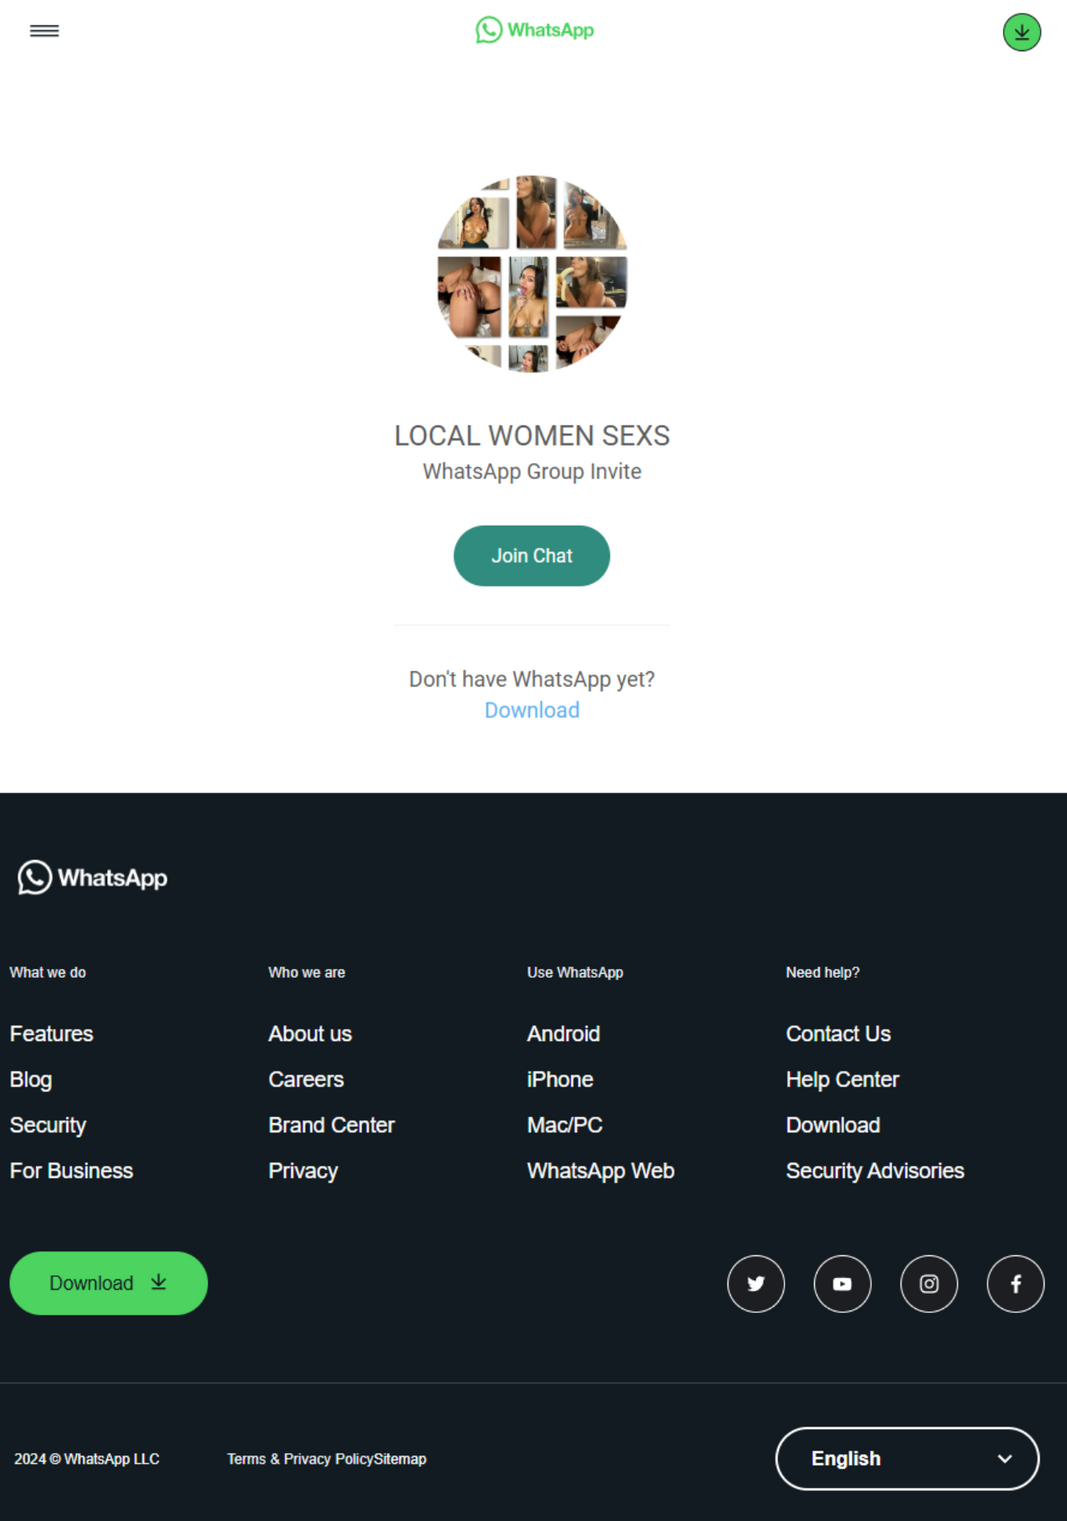 WhatsApp
LOCAL WOMEN SEXS
WhatsApp Group Invite
Join Chat
Don't have WhatsApp yet?
Download
WhatsApp
What we do
Features
Blog
Security
For Business
Who we are
About us
Careers
Brand Center
Privacy
Use WhatsApp
Android
iPhone
Mac/PC
WhatsApp Web
Need help?
Contact Us
Help Center
Download
Security Advisories
Download
2024 © WhatsApp LLC
Terms & Privacy PolicySitemap
English